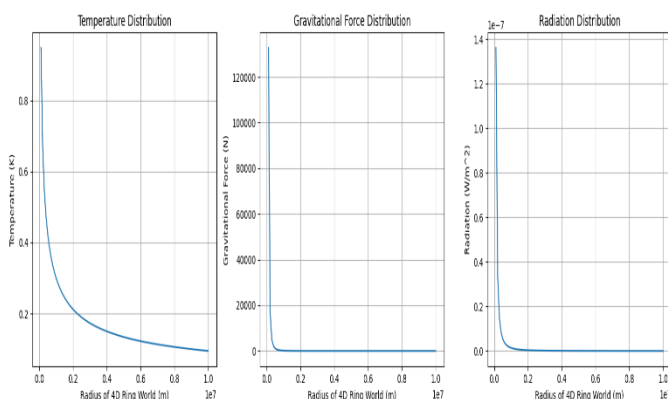 Temperature Distribution
Temperature (K)
0.8
0.6
0.4
0.2
0.0 0.2 0.4 0.6 0.8 1.0
1e7
Radius of 4D Ring World (m)
Gravitational Force Distribution
Gravitational Force (N)
120000
100000
80000
60000
40000
20000
0
0.0 0.2 0.4 0.6 0.8 1.0
1e7
Radius of 4D Ring World (m)
Radiation Distribution
1e−7
Radiation (W/m^2)
1.4
1.2
1.0
0.8
0.6
0.4
0.2
0.0
0.0 0.2 0.4 0.6 0.8 1.0
Radius of 4D Ring World (m)